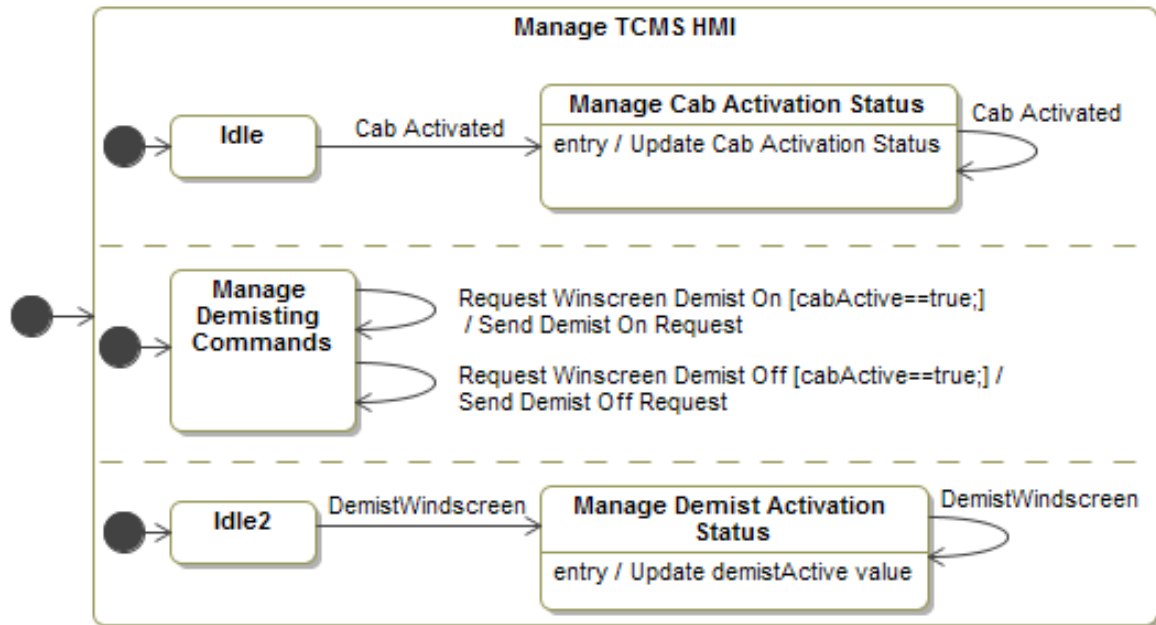 Manage TCMS HMI
Idle
Cab Activated
Manage Cab Activation Status
entry / Update Cab Activation Status
Cab Activated
Manage
Demisting
Commands
Request Winscreen Demist On [cabActive==true;]
/ Send Demist On Request
Request Winscreen Demist Off [cabActive==true;] /
Send Demist Off Request
Idle2
DemistWindscreen
Manage Demist Activation
Status
entry / Update demistActive value
DemistWindscreen